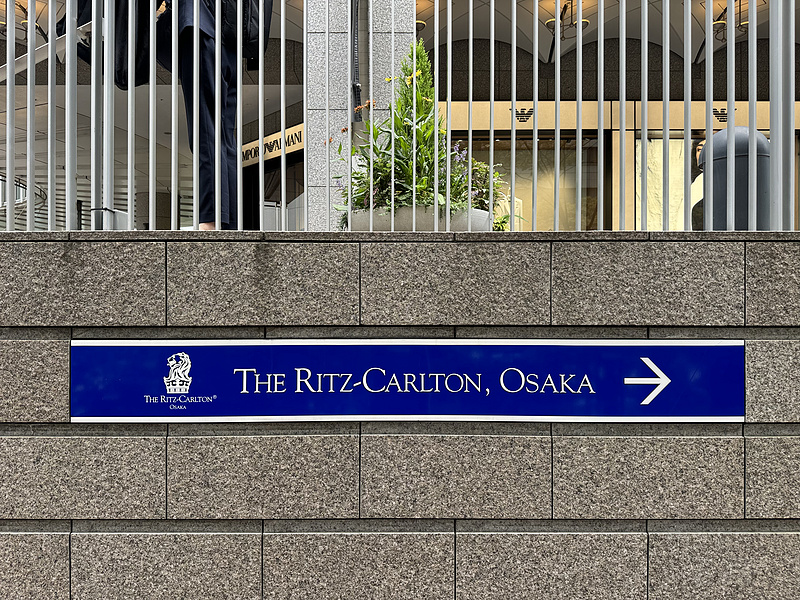 EMPORIO ARMANI
THE RITZ-CARLTON®
OSAKA
THE RITZ-CARLTON, OSAKA →